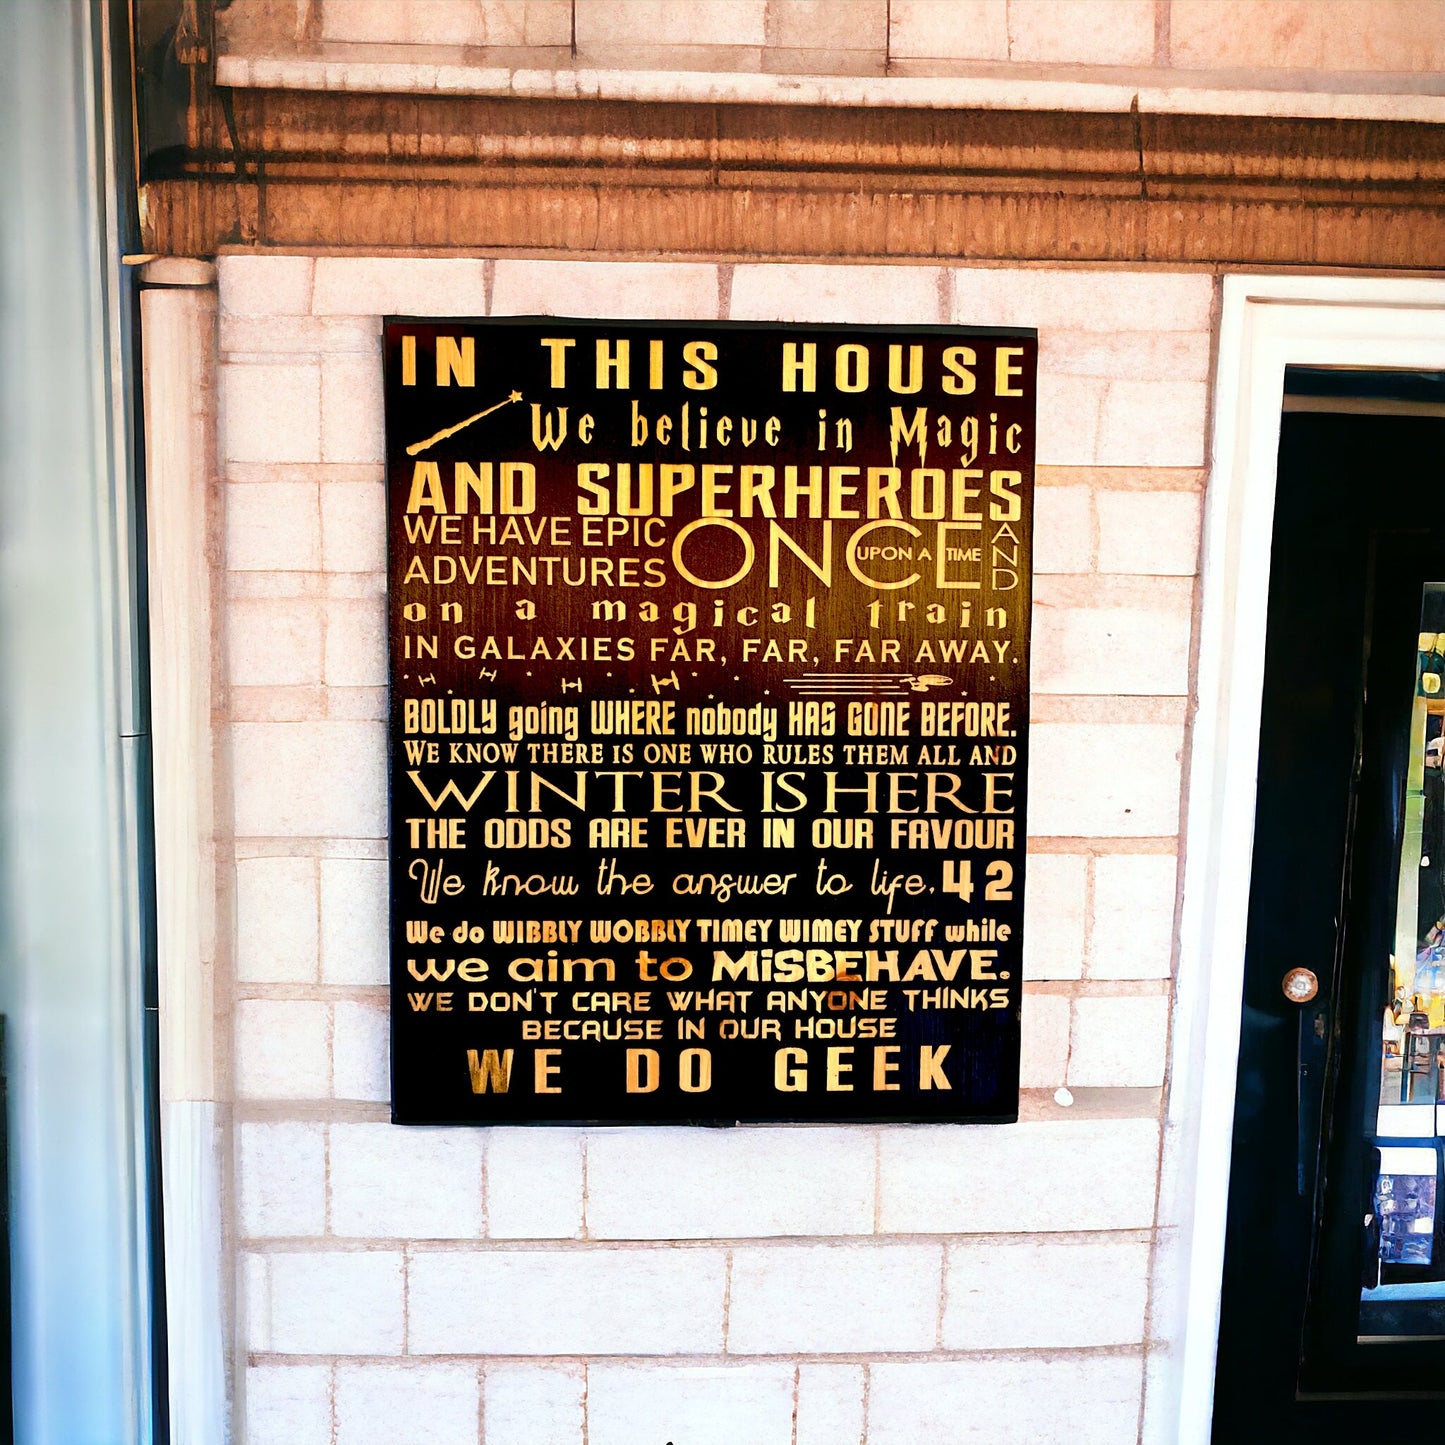 IN THIS HOUSE
We believe in Magic
AND SUPERHEROES
WE HAVE EPIC
ADVENTURES
ONCE UPON A TIME AND
on a magical train
IN GALAXIES FAR, FAR, FAR AWAY.
BOLDLY going WHERE nobody HAS GONE BEFORE.
WE KNOW THERE IS ONE WHO RULES THEM ALL AND
WINTER IS HERE
THE ODDS ARE EVER IN OUR FAVOUR
We know the answer to life, 42
We do WIBBLY WOBBLY TIMEY WIMEY STUFF while
we aim to MiSBEHAVE.
WE DON'T CARE WHAT ANYONE THINKS
BECAUSE IN OUR HOUSE
WE DO GEEK